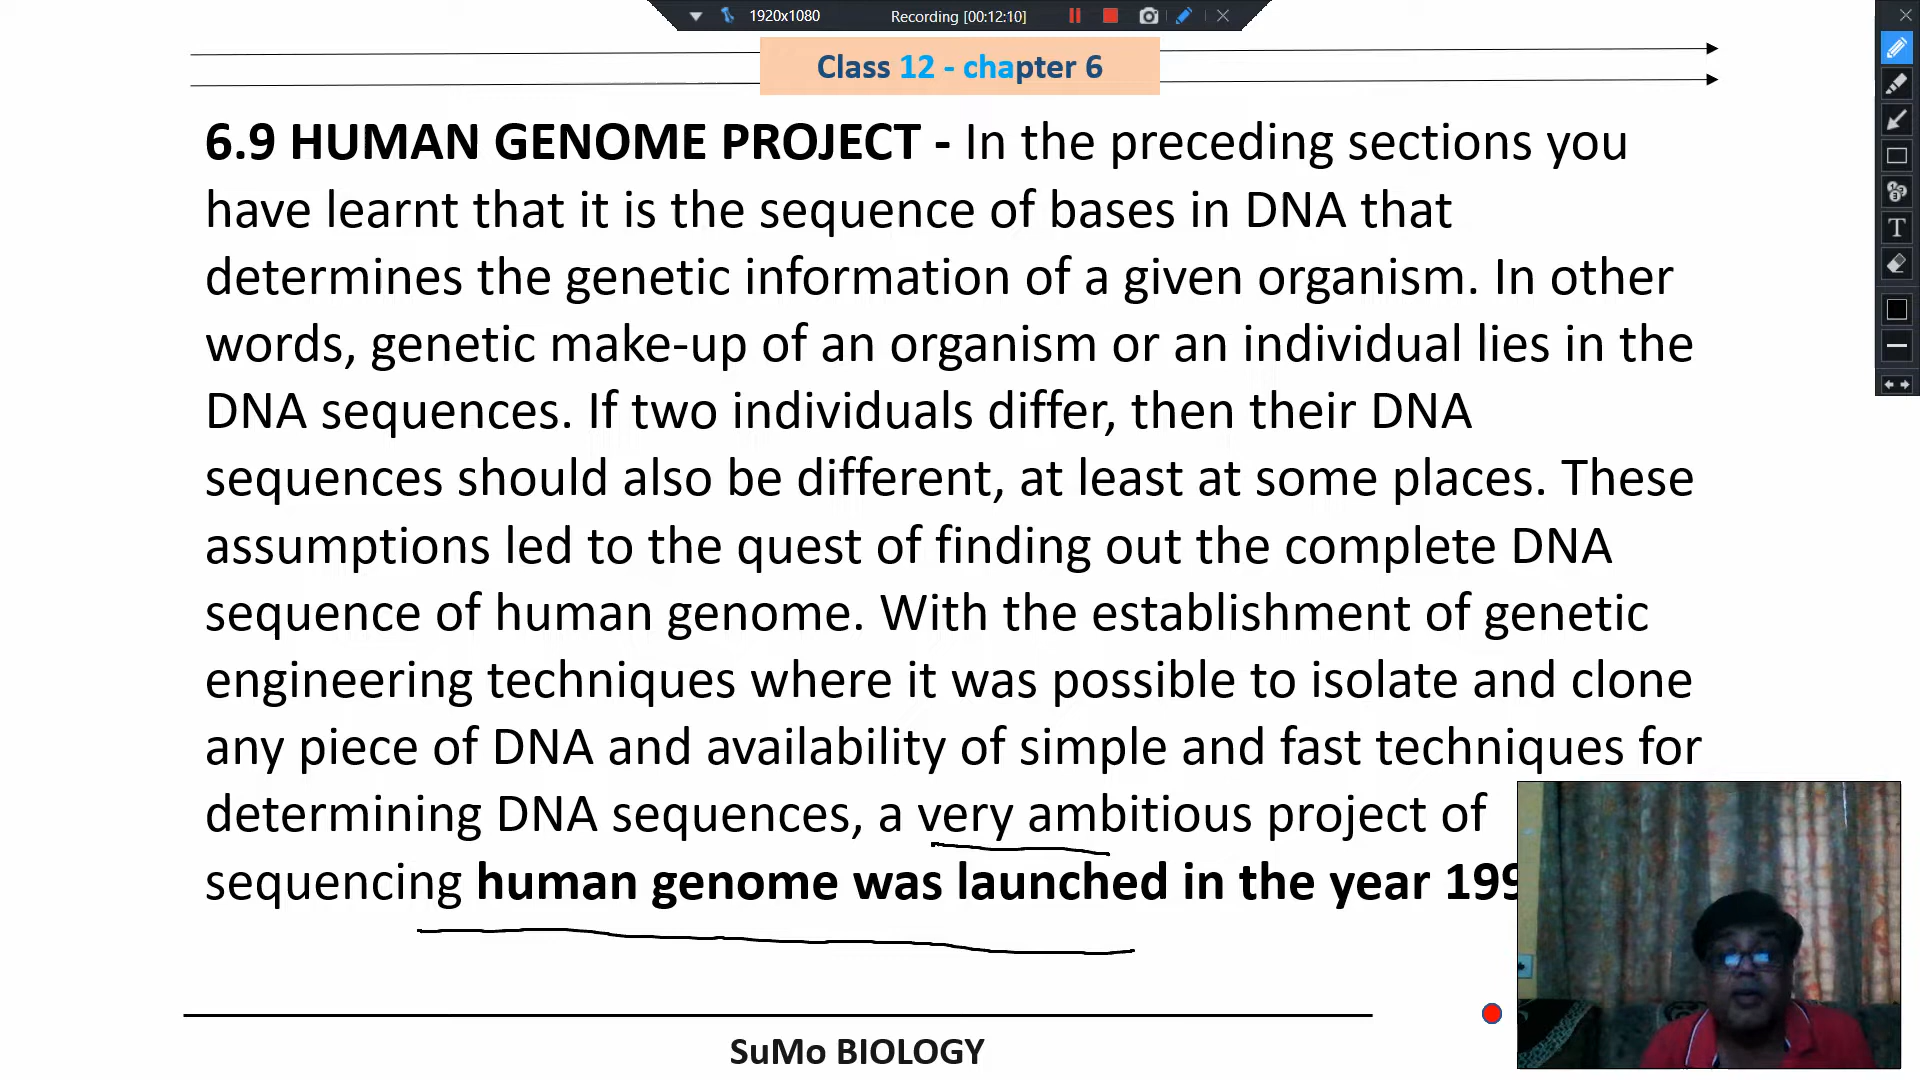 1920x1080
Recording [00:12:10]
Class 12 - chapter 6
6.9 HUMAN GENOME PROJECT - In the preceding sections you
have learnt that it is the sequence of bases in DNA that
determines the genetic information of a given organism. In other
words, genetic make-up of an organism or an individual lies in the
DNA sequences. If two individuals differ, then their DNA
sequences should also be different, at least at some places. These
assumptions led to the quest of finding out the complete DNA
sequence of human genome. With the establishment of genetic
engineering techniques where it was possible to isolate and clone
any piece of DNA and availability of simple and fast techniques for
determining DNA sequences, a very ambitious project of
sequencing human genome was launched in the year
SuMo BIOLOGY